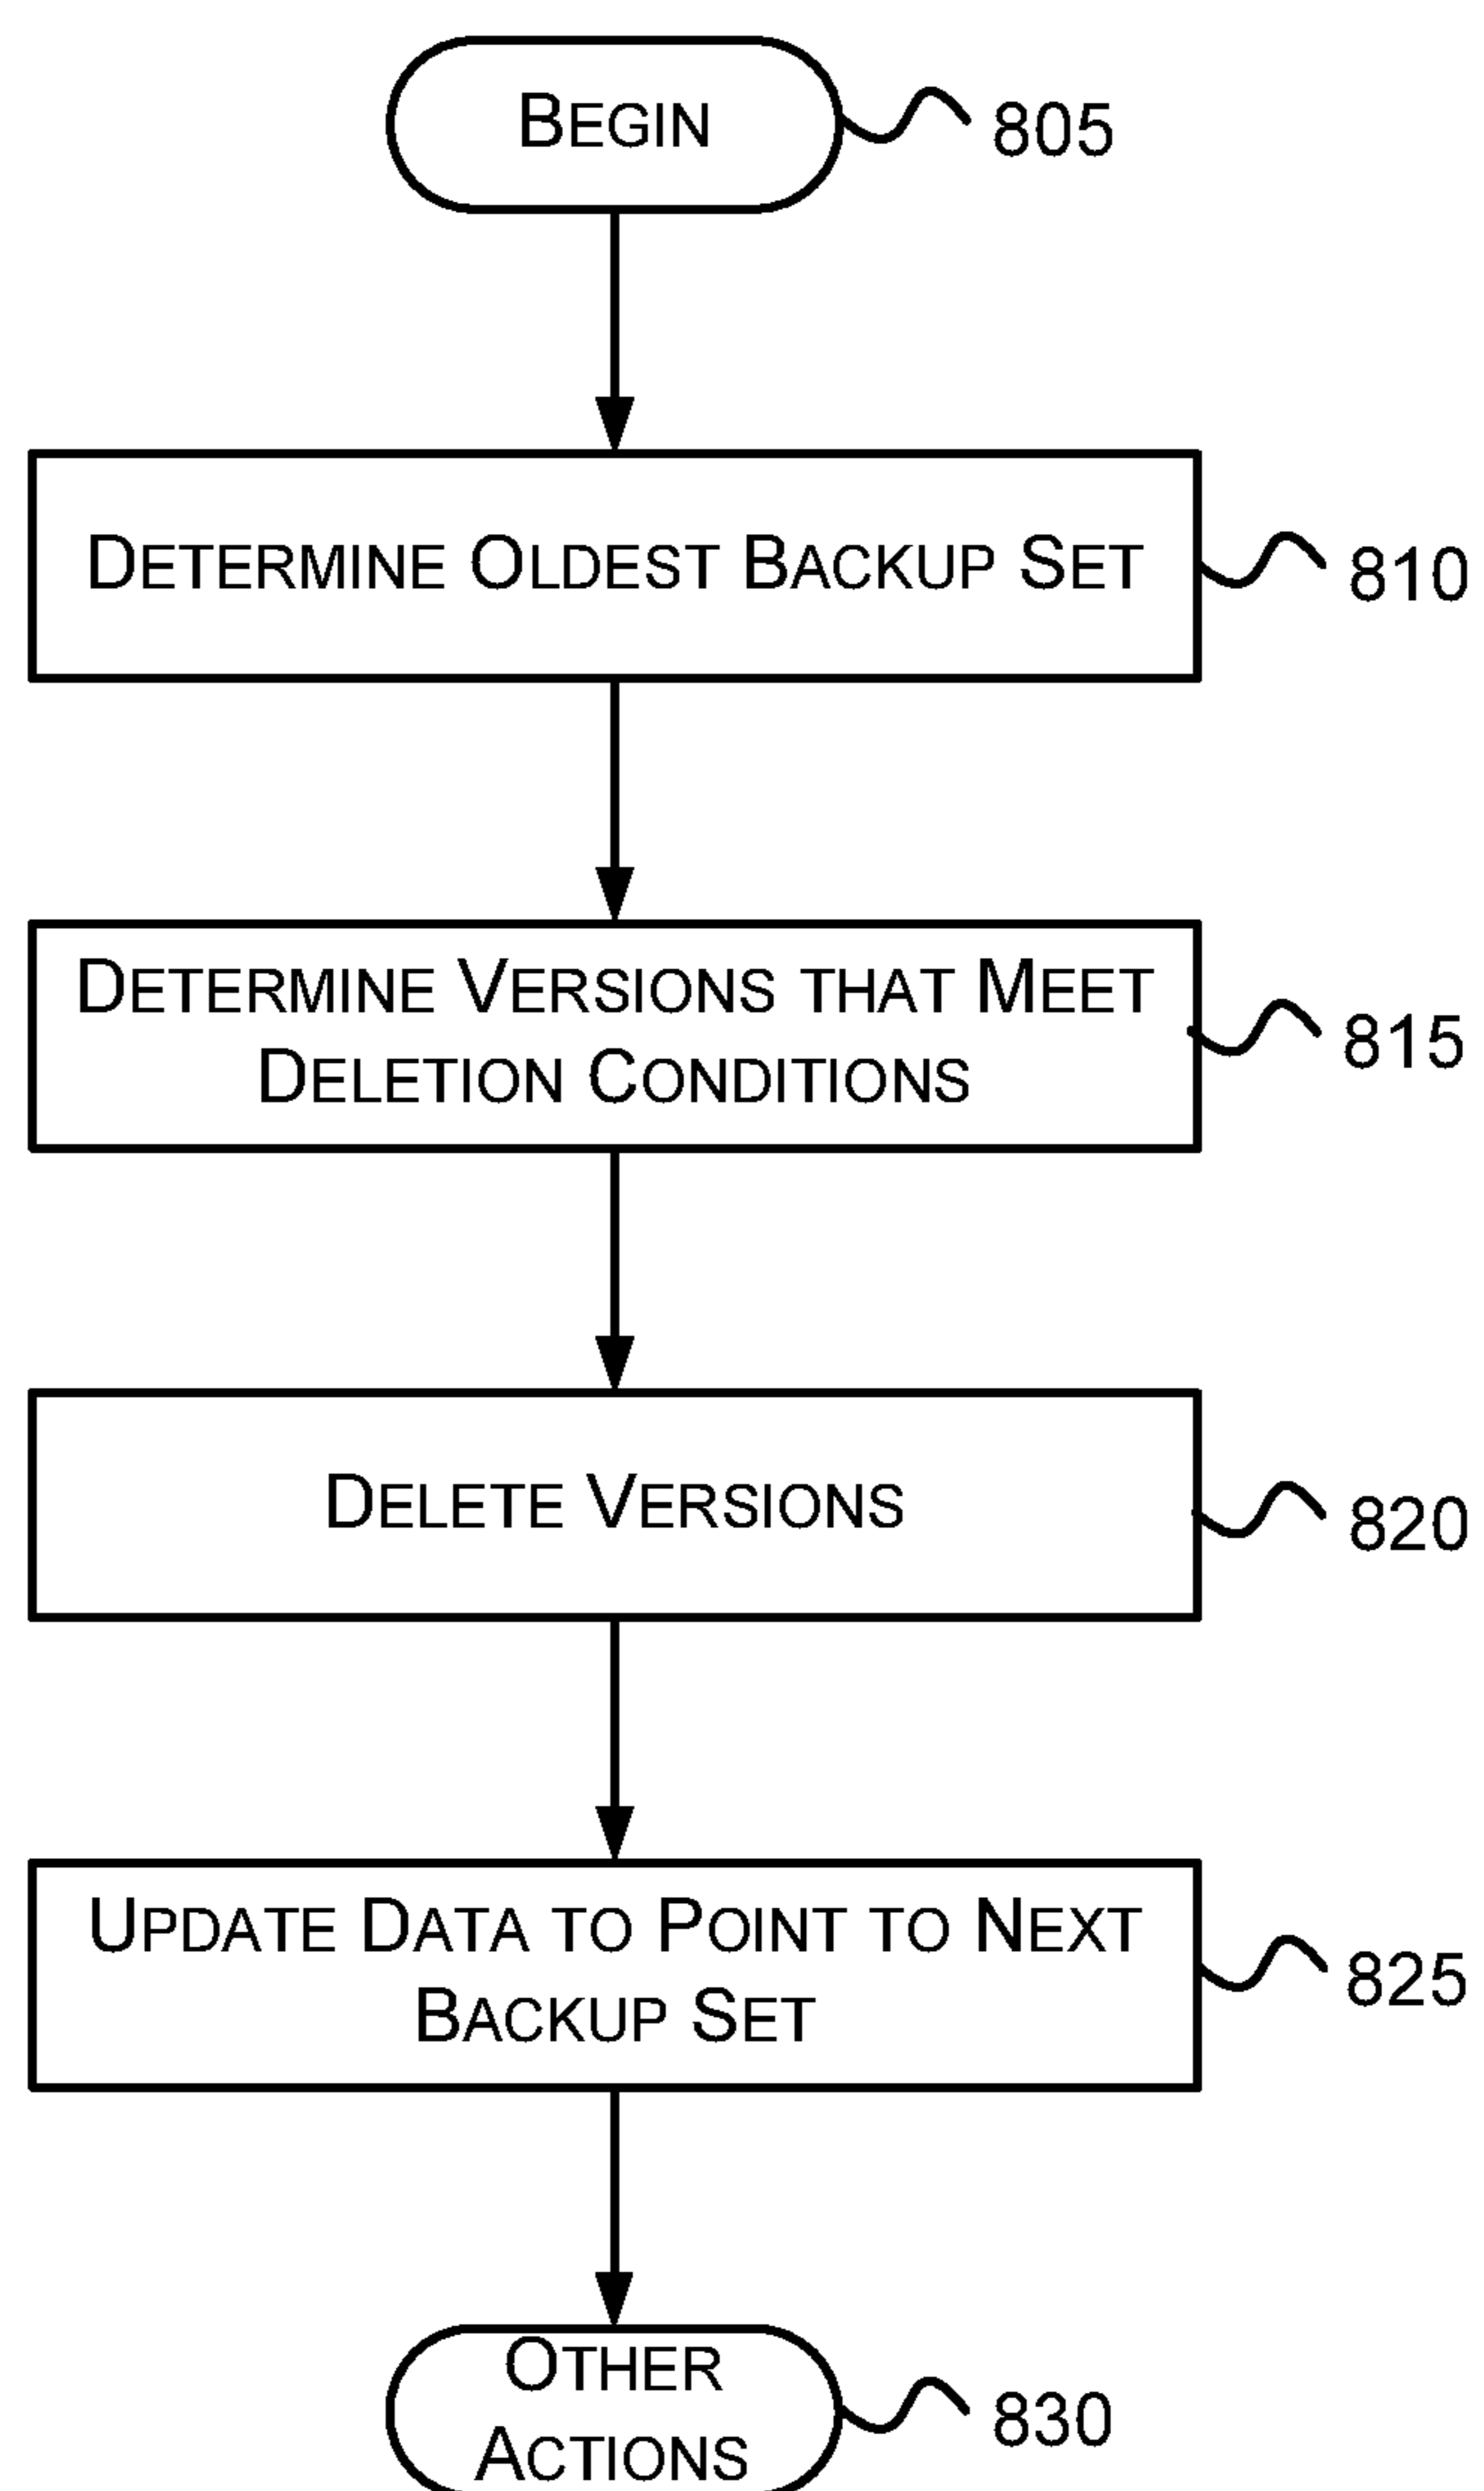 BEGIN
805
DETERMINE OLDEST BACKUP SET
810
DETERMINE VERSIONS THAT MEET
DELETION CONDITIONS
815
DELETE VERSIONS
820
UPDATE DATA TO POINT TO NEXT
BACKUP SET
825
OTHER
ACTIONS
830